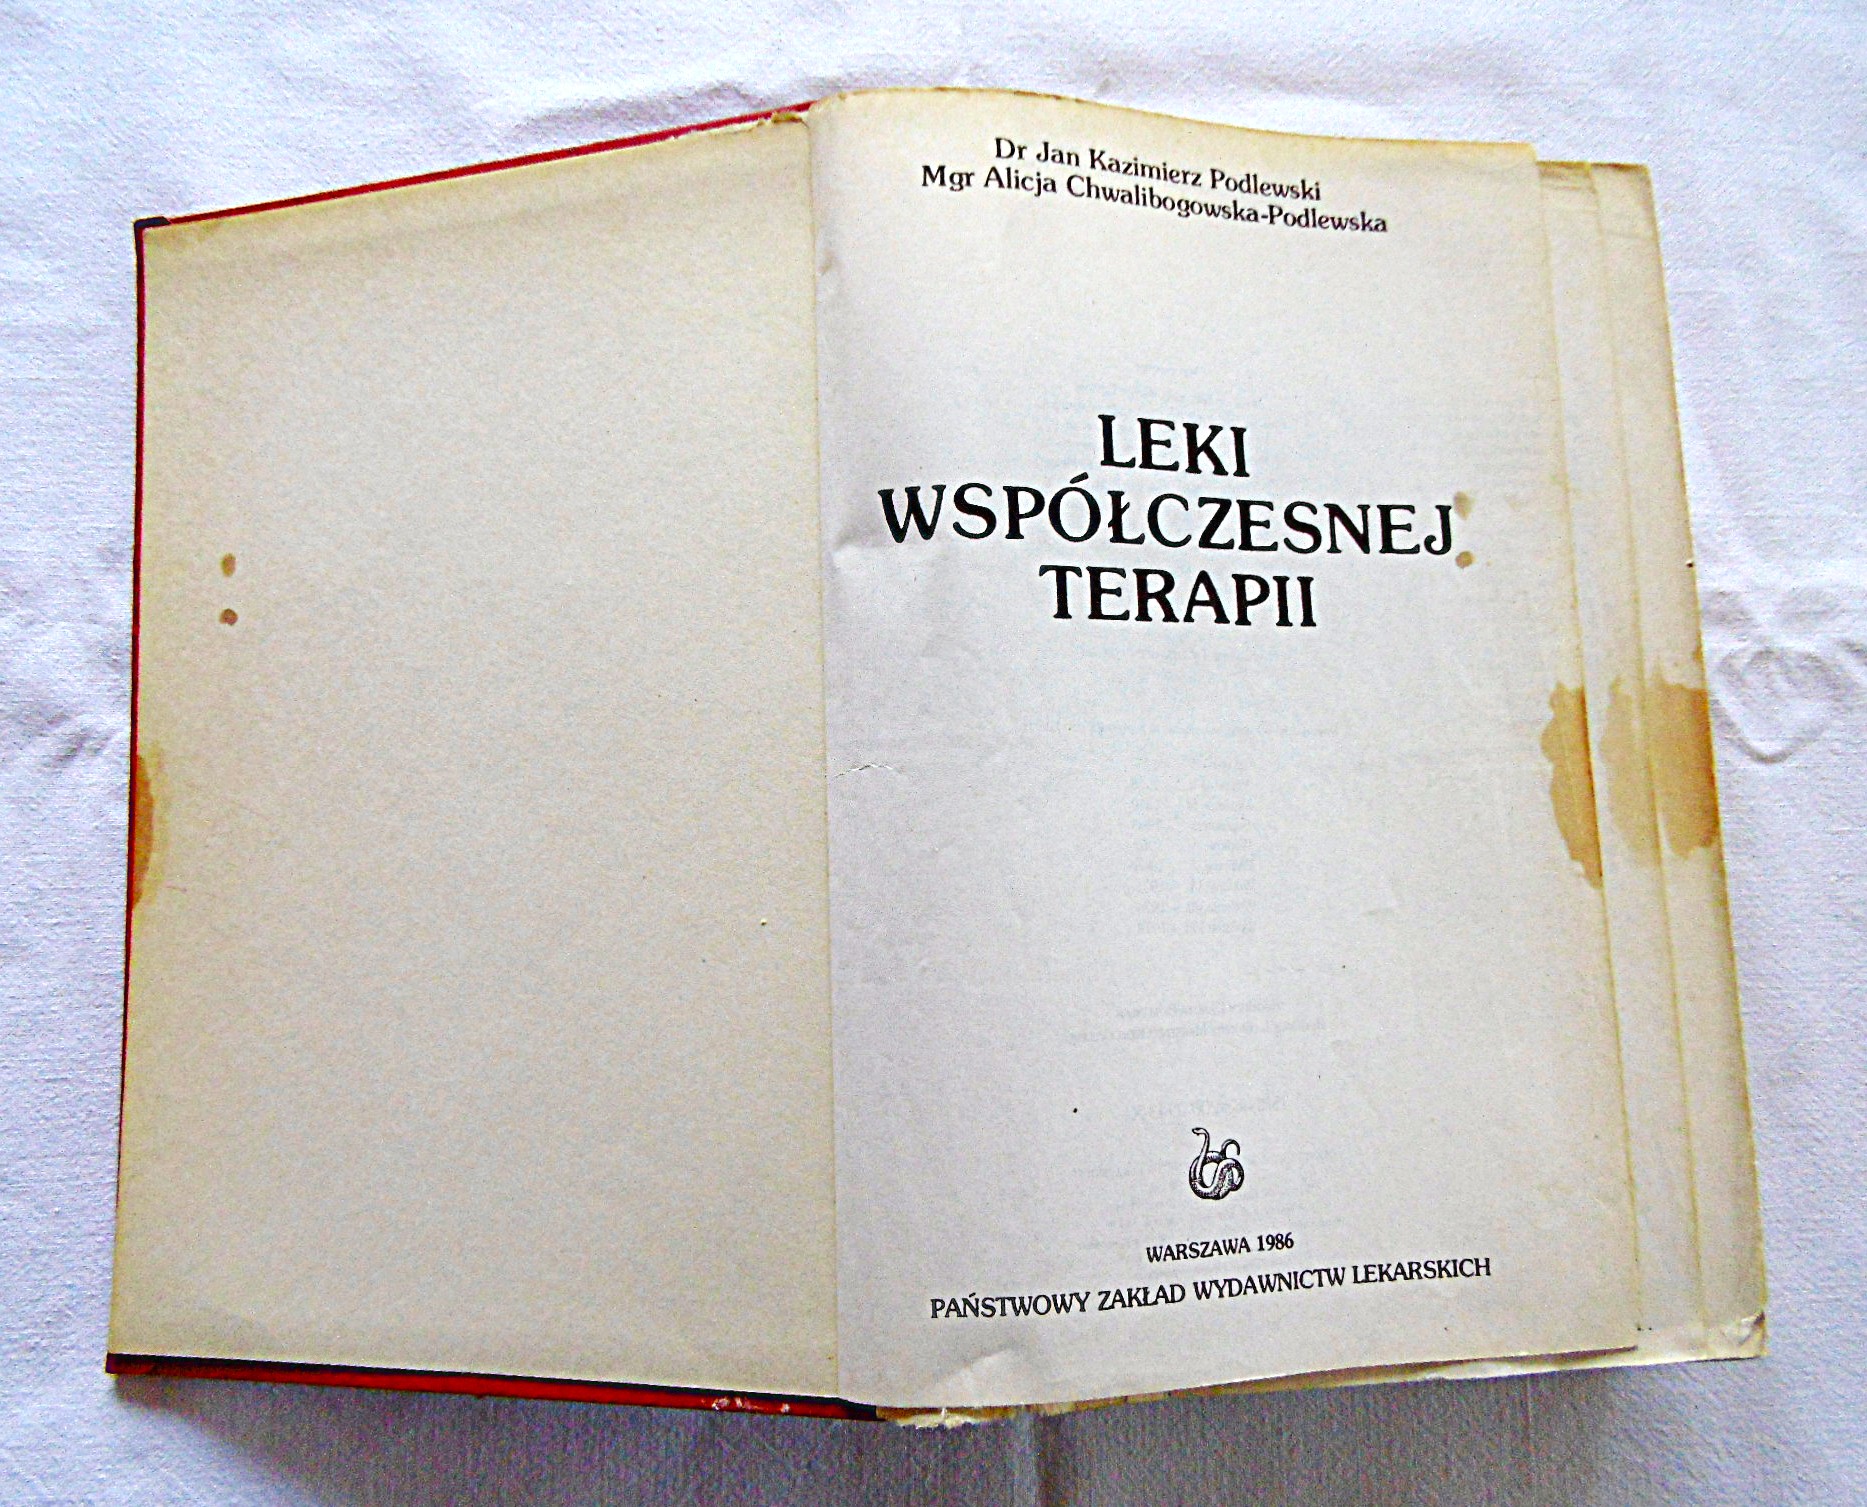 Dr Jan Kazimierz Podlewski
Mgr Alicja Chwalibogowska-Podlewska
LEKI
WSPÓŁCZESNEJ
TERAPII
WARSZAWA 1986
PAŃSTWOWY ZAKŁAD WYDAWNICTW LEKARSKICH